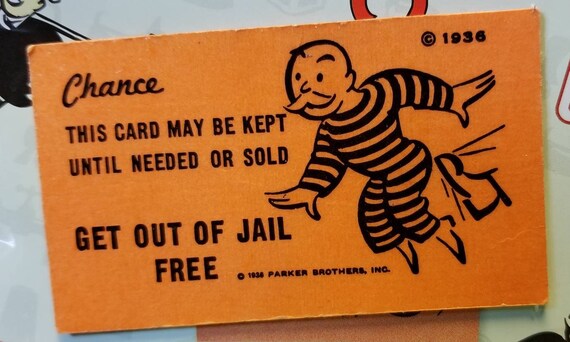 © 1936
Chance
THIS CARD MAY BE KEPT
UNTIL NEEDED OR SOLD
GET OUT OF JAIL
FREE
© 1936 PARKER BROTHERS, INC.